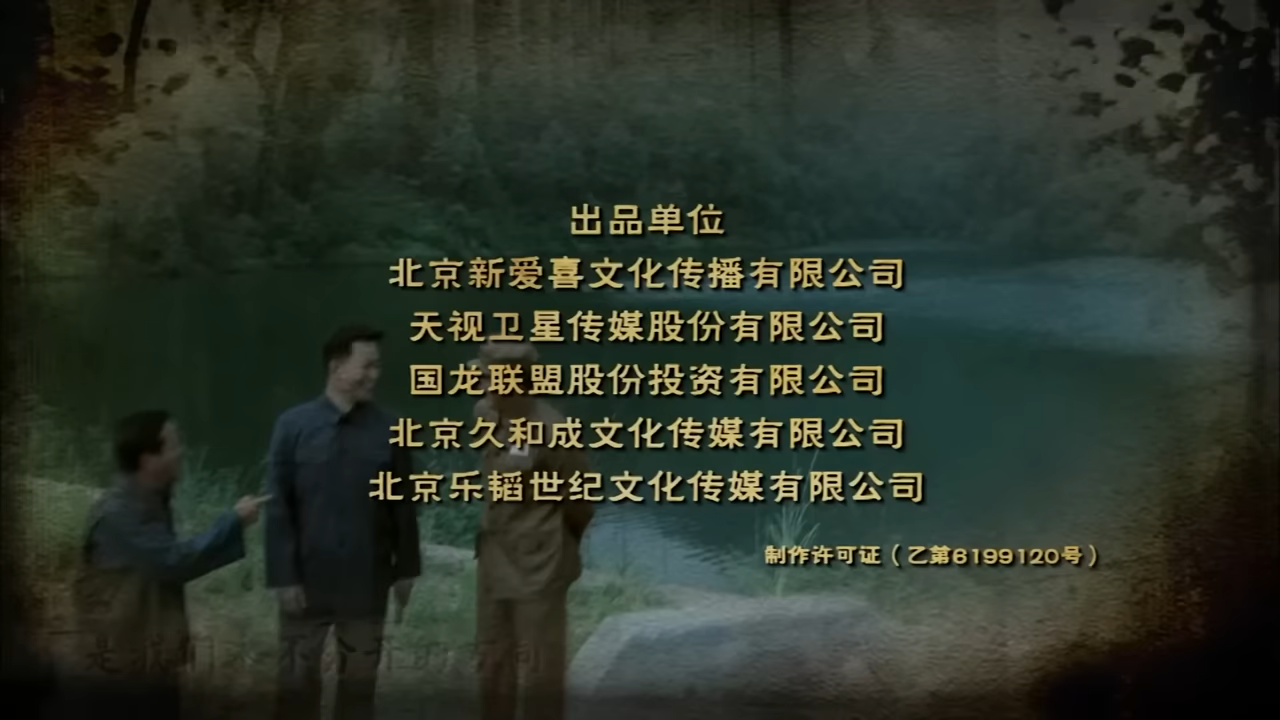 出品单位
北京新爱喜文化传播有限公司
天视卫星传媒股份有限公司
国龙联盟股份投资有限公司
北京久和成文化传媒有限公司
北京乐韬世纪文化传媒有限公司
制作许可证（乙第6199120号）